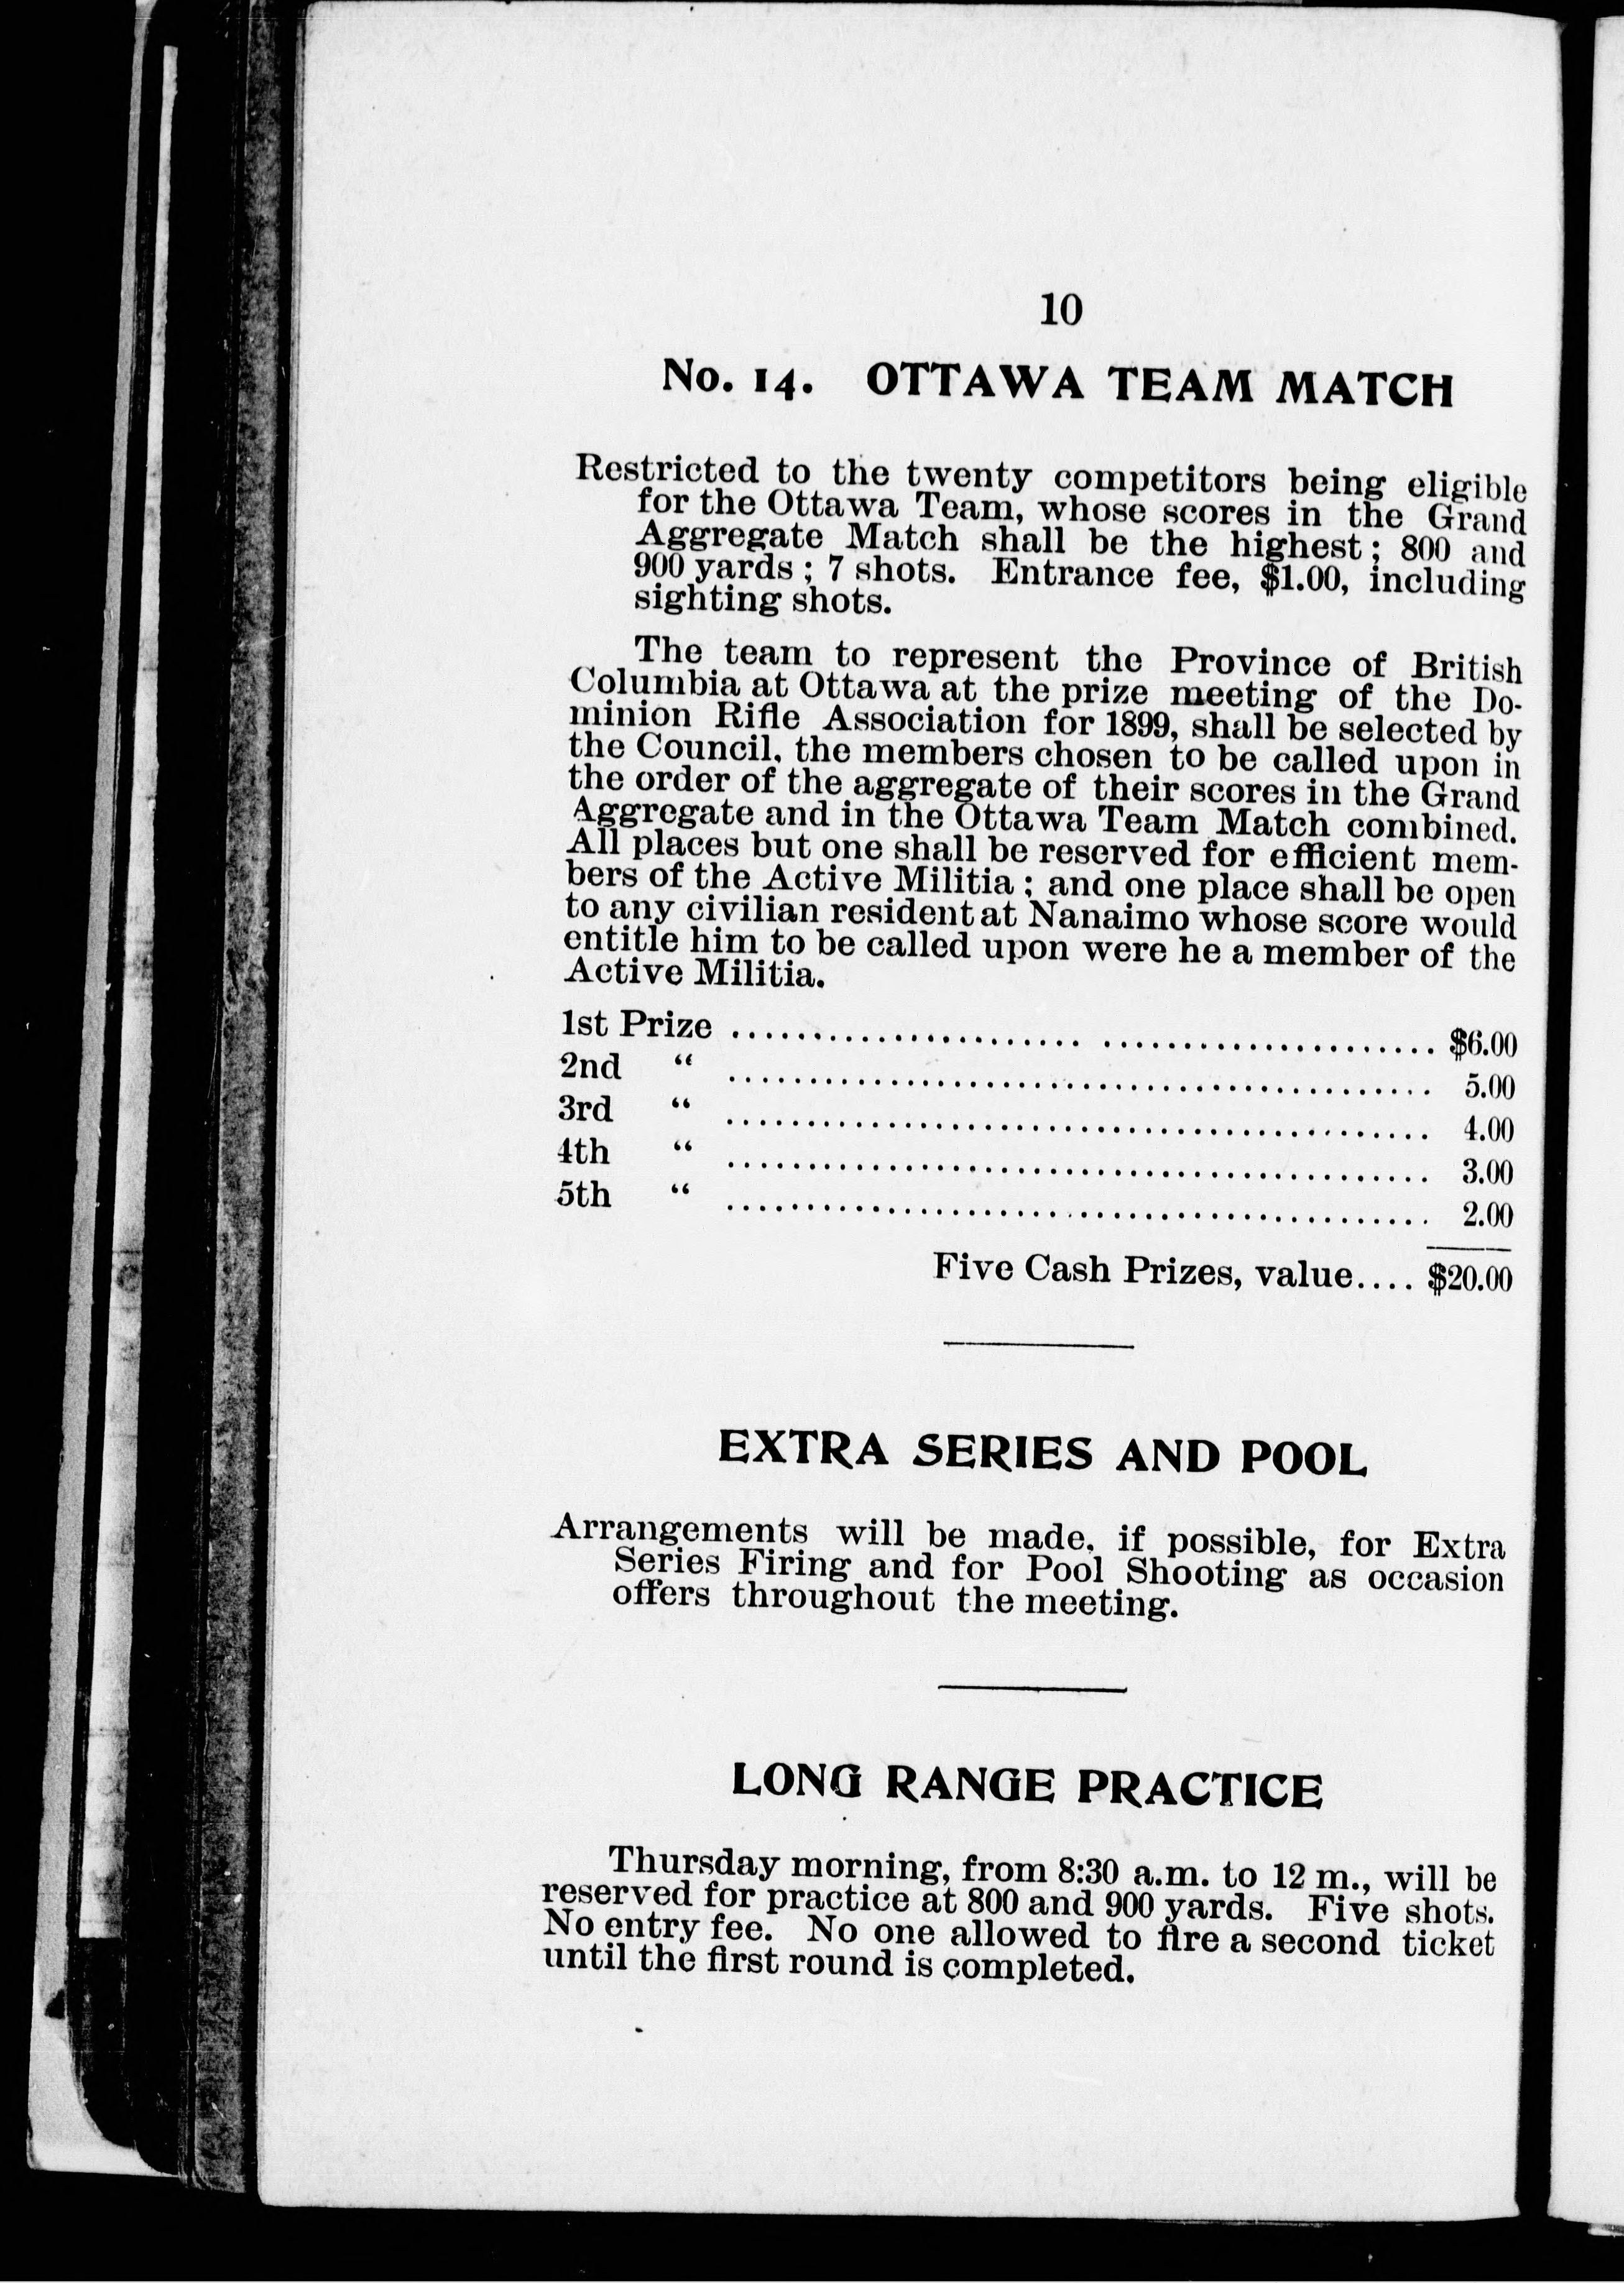 10
No. 14. OTTAWA TEAM MATCH
Restricted to the twenty competitors being eligible
for the Ottawa Team, whose scores in the Grand
Aggregate Match shall be the highest; 800 and
900 yards; 7 shots. Entrance fee, $1.00, including
sighting shots.
The team to represent the Province of British
Columbia at Ottawa at the prize meeting of the Do-
minion Rifle Association for 1899, shall be selected by
the Council, the members chosen to be called upon in
the order of the aggregate of their scores in the Grand
Aggregate and in the Ottawa Team Match combined.
All places but one shall be reserved for efficient mem-
bers of the Active Militia; and one place shall be open
to any civilian resident at Nanaimo whose score would
entitle him to be called upon were he a member of the
Active Militia.
1st Prize ........................................... $6.00
2nd " ........................................... 5.00
3rd " ........................................... 4.00
4th " ........................................... 3.00
5th " ........................................... 2.00
Five Cash Prizes, value.... $20.00
EXTRA SERIES AND POOL
Arrangements will be made, if possible, for Extra
Series Firing and for Pool Shooting as occasion
offers throughout the meeting.
LONG RANGE PRACTICE
Thursday morning, from 8:30 a.m. to 12 m., will be
reserved for practice at 800 and 900 yards. Five shots.
No entry fee. No one allowed to fire a second ticket
until the first round is completed.